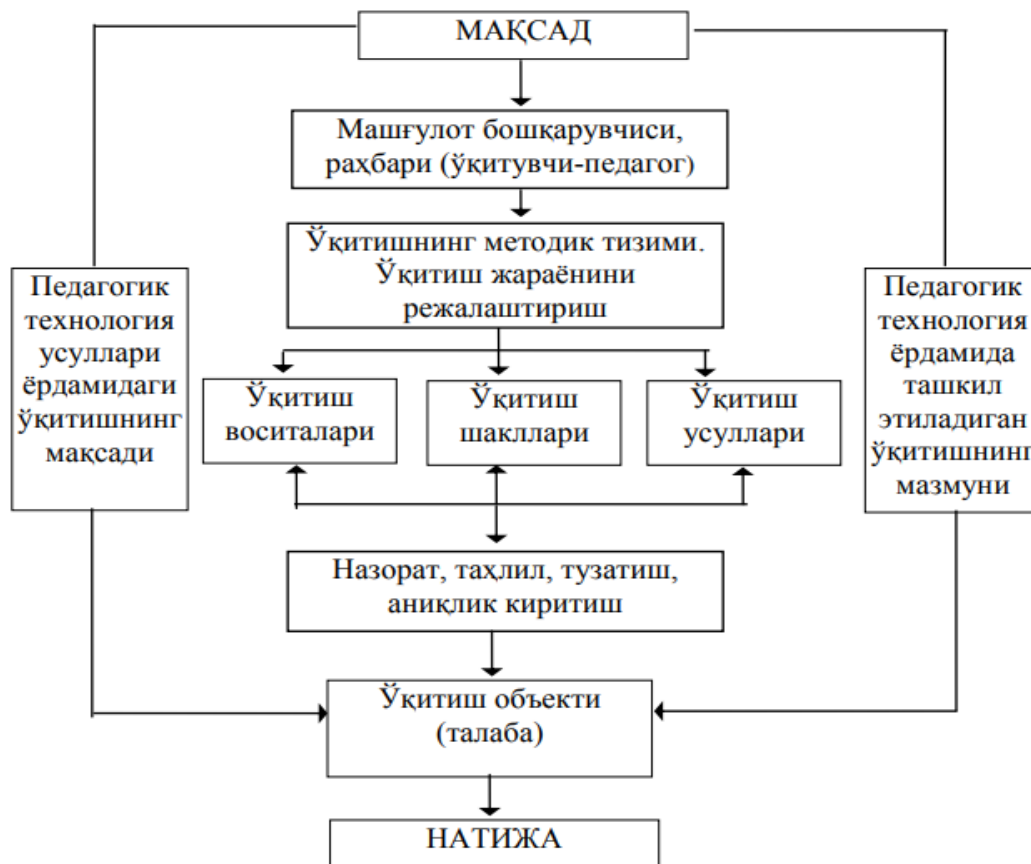 МАҚСАД
Машғулот бошқарувчиси,
раҳбари (ўқитувчи-педагог)
Ўқитишнинг методик тизими.
Ўқитиш жараёнини
режалаштириш
Педагогик
технология
усуллари
ёрдамидаги
ўқитишнинг
мақсади
Ўқитиш
воситалари
Ўқитиш
шакллари
Ўқитиш
усуллари
Педагогик
технология
ёрдамида
ташкил
этиладиган
ўқитишнинг
мазмуни
Назорат, таҳлил, тузатиш,
аниқлик киритиш
Ўқитиш объекти
(талаба)
НАТИЖА